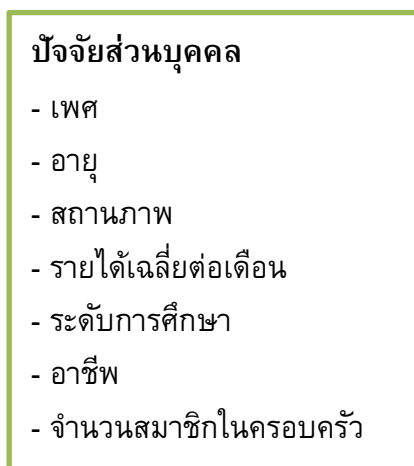 ปัจจัยส่วนบุคคล
- เพศ
- อายุ
- สถานภาพ
- รายได้เฉลี่ยต่อเดือน
- ระดับการศึกษา
- อาชีพ
- จำนวนสมาชิกในครอบครัว